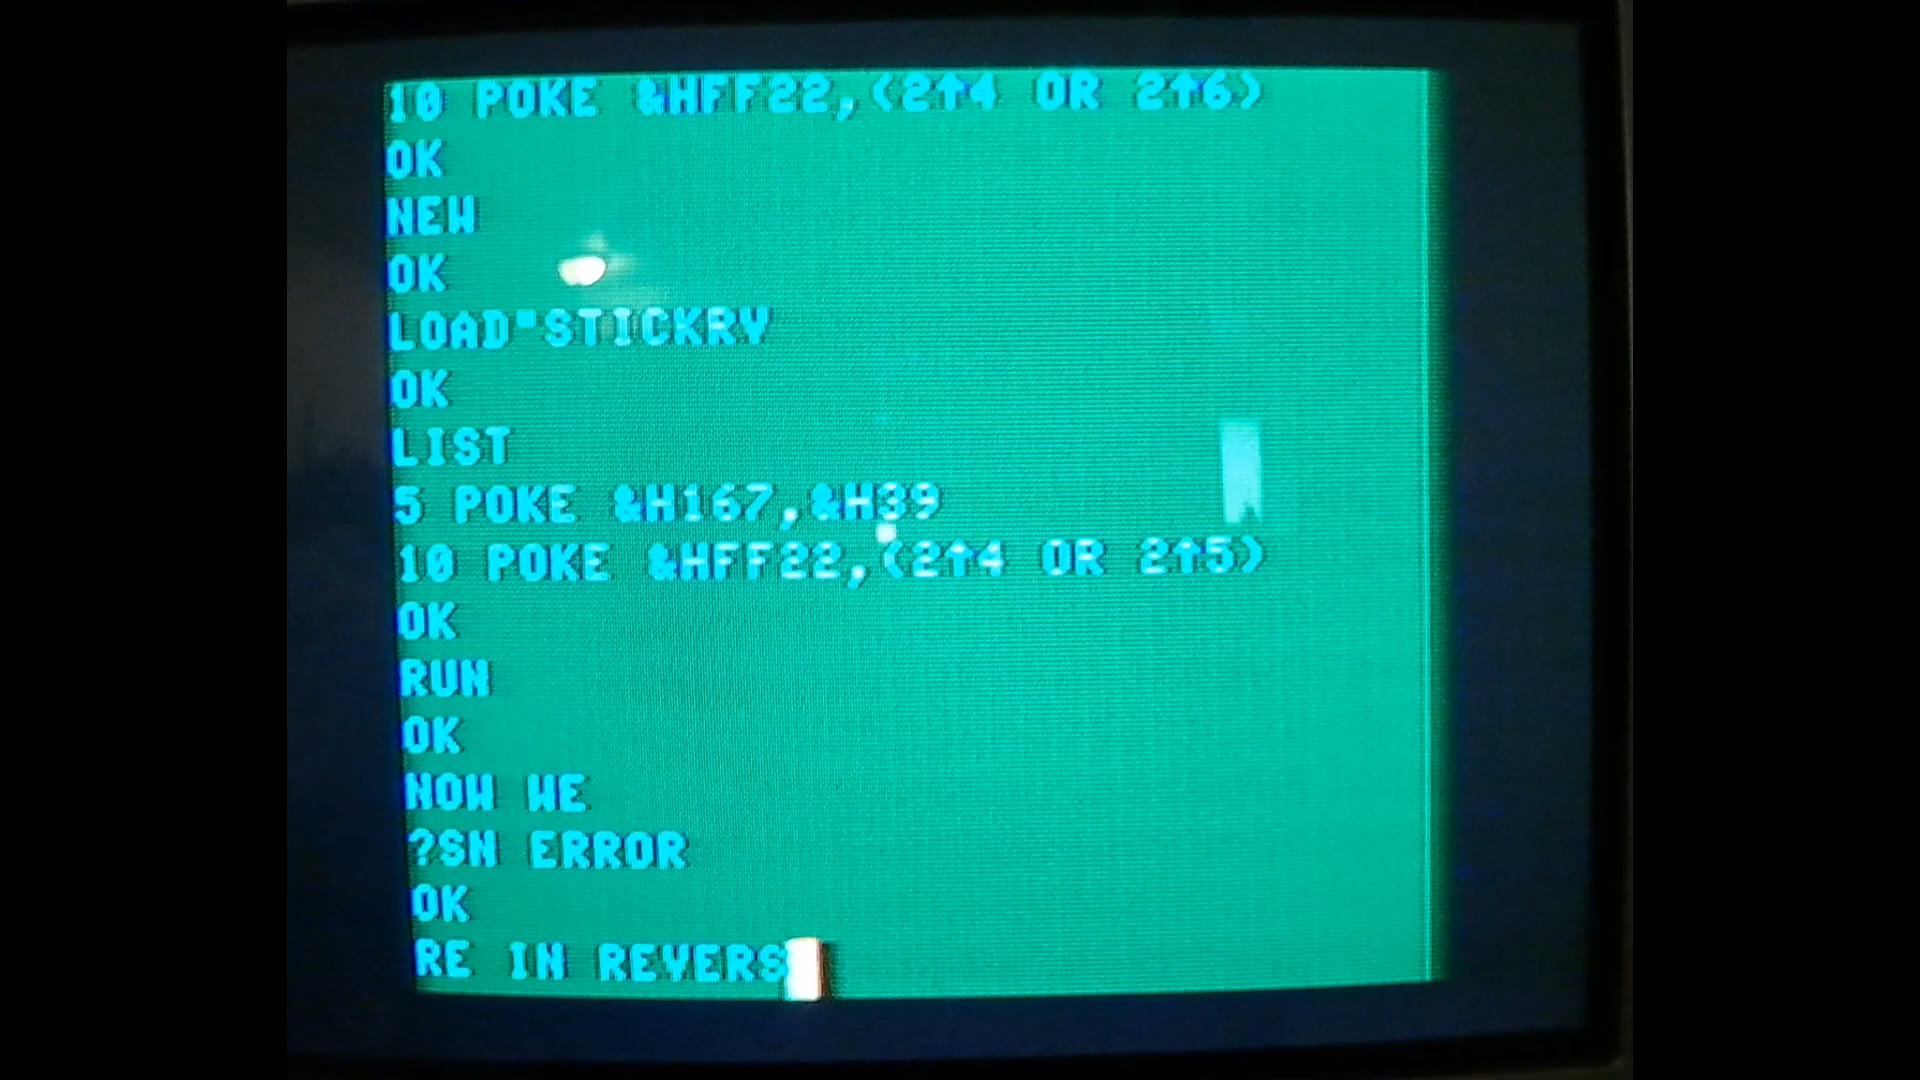 10 POKE &HFF22,(2↑4 OR 2↑6)
OK
NEW
OK
LOAD"STICKRV
OK
LIST
5 POKE &H167,&H39
10 POKE &HFF22,(2↑4 OR 2↑5)
OK
RUN
OK
NOW WE
?SN ERROR
OK
RE IN REVERS